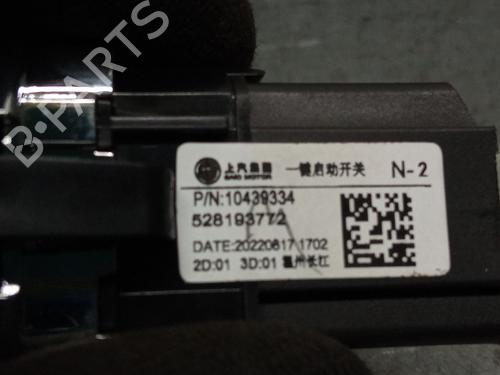 B-PARTS
上汽集团 一键启动开关 N-2
SAIC MOTOR
P/N:10439334
528193772
DATE:20220617 1702
2D:01 3D:01 温州长江